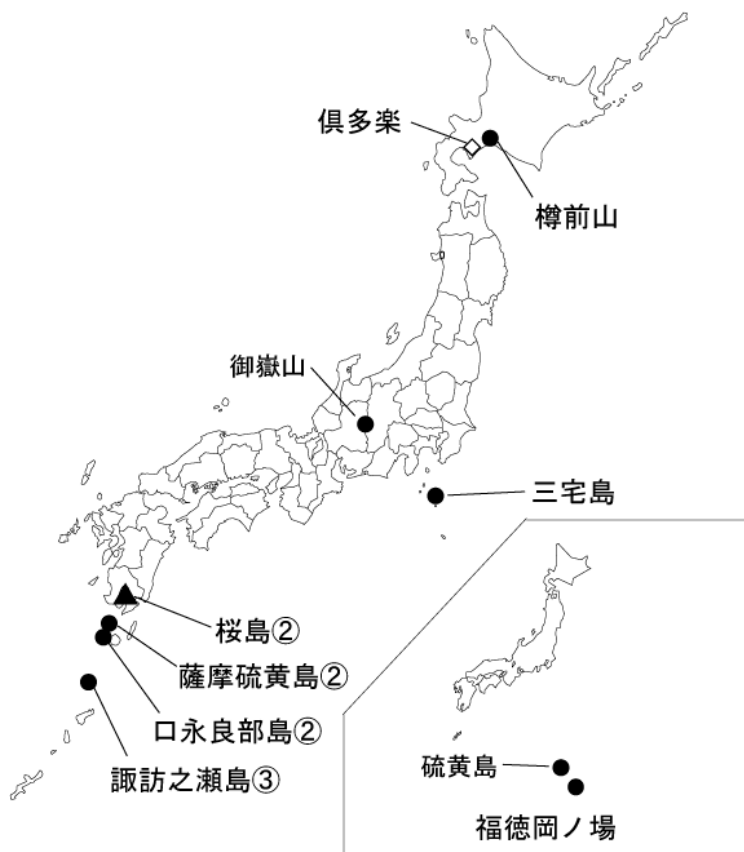 倶多楽
樽前山
御嶽山
三宅島
桜島②
薩摩硫黄島②
口永良部島②
諏訪之瀬島③
硫黄島
福徳岡ノ場